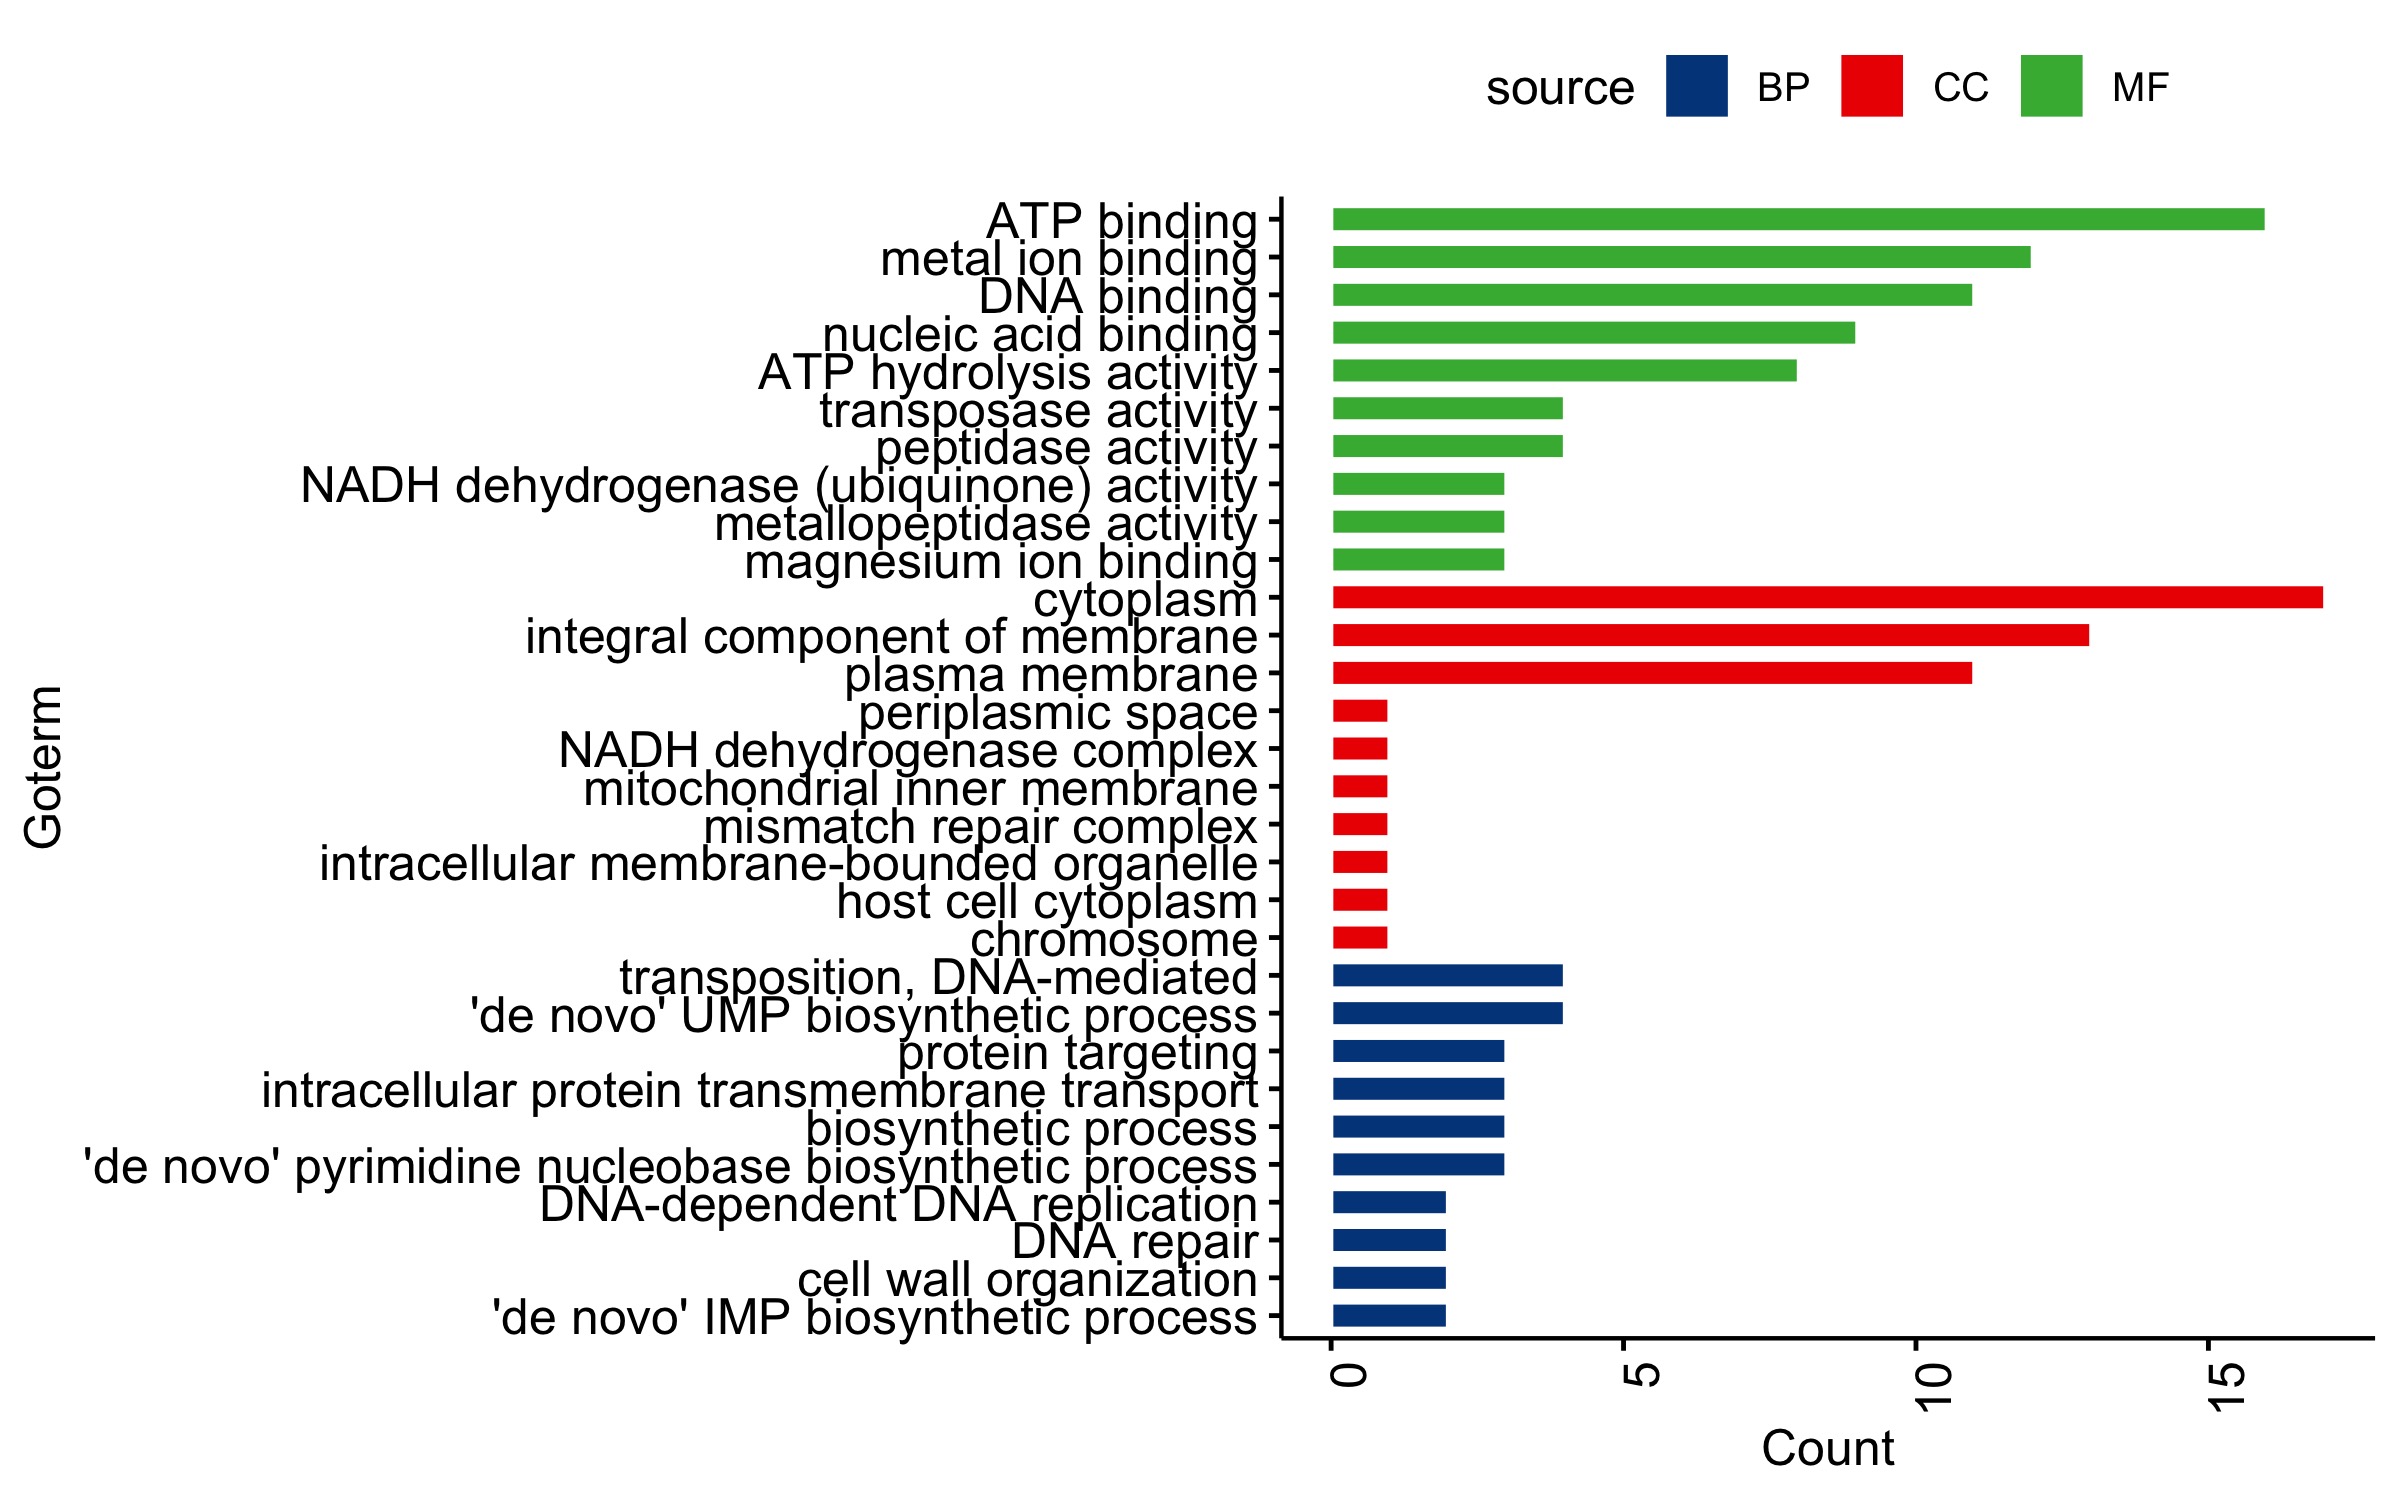 source BP CC MF
ATP binding
metal ion binding
DNA binding
nucleic acid binding
ATP hydrolysis activity
transposase activity
peptidase activity
NADH dehydrogenase (ubiquinone) activity
metallopeptidase activity
magnesium ion binding
cytoplasm
integral component of membrane
plasma membrane
periplasmic space
NADH dehydrogenase complex
mitochondrial inner membrane
mismatch repair complex
intracellular membrane-bounded organelle
host cell cytoplasm
chromosome
transposition, DNA-mediated
'de novo' UMP biosynthetic process
protein targeting
intracellular protein transmembrane transport
biosynthetic process
'de novo' pyrimidine nucleobase biosynthetic process
DNA-dependent DNA replication
DNA repair
cell wall organization
'de novo' IMP biosynthetic process
Goterm
0 5 10 15
Count